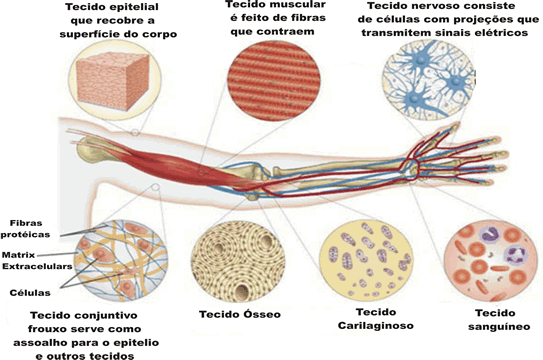 Tecido epitelial
que recobre a
superfície do corpo
Tecido muscular
é feito de fibras
que contraem
Tecido nervoso consiste
de células com projeções que
transmitem sinais elétricos
Fibras
protéicas
Matrix
Extracelulars
Células
Tecido conjuntivo
frouxo serve como
assoalho para o epitelio
e outros tecidos
Tecido Ósseo
Tecido
Carilaginoso
Tecido
sanguíneo